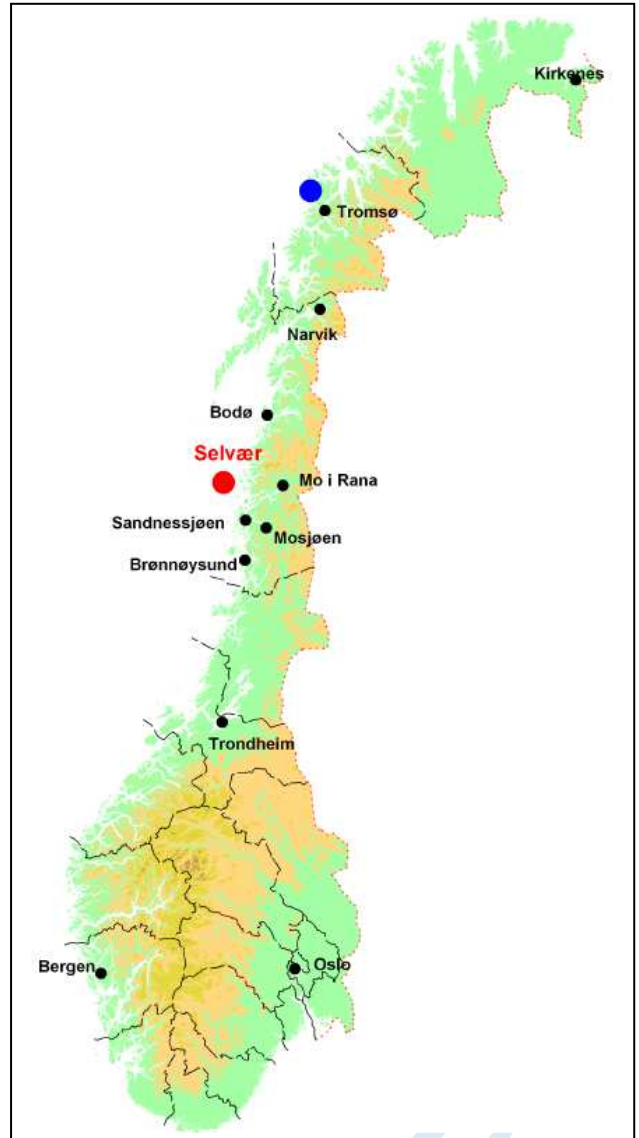 Kirkenes
Tromsø
Narvik
Bodø
Selvær
Mo i Rana
Sandnessjøen
Mosjøen
Brønnøysund
Trondheim
Bergen
Oslo